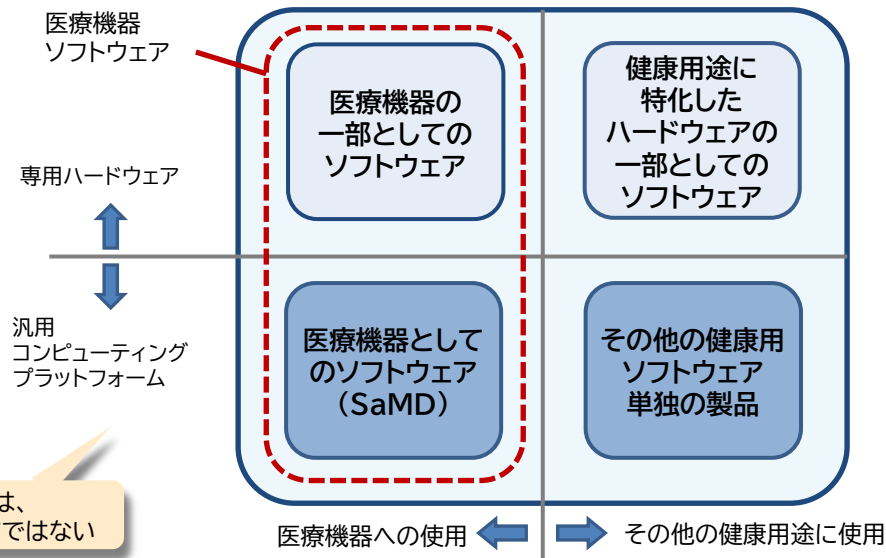 医療機器
ソフトウェア
医療機器の
一部としての
ソフトウェア
健康用途に
特化した
ハードウェアの
一部としての
ソフトウェア
専用ハードウェア
汎用
コンピューティング
プラットフォーム
医療機器として
のソフトウェア
（SaMD）
その他の健康用
ソフトウェア
単独の製品
は、
ではない
医療機器への使用
その他の健康用途に使用